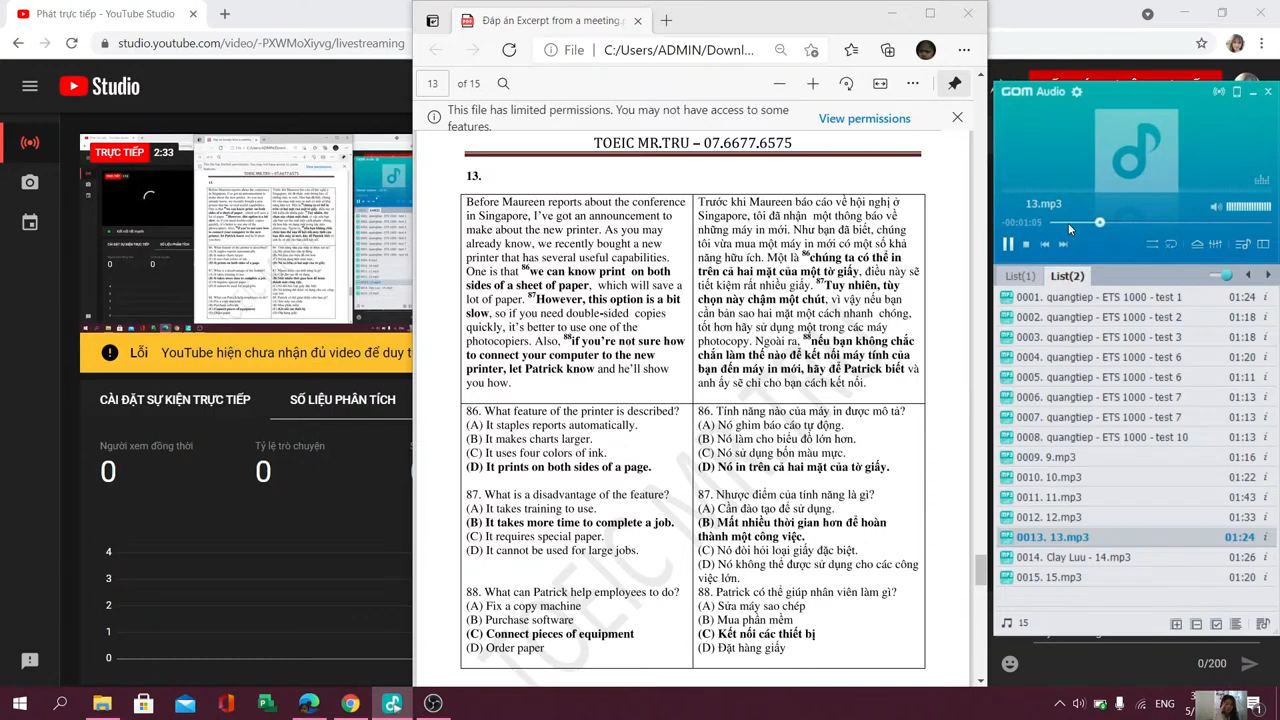 Phát trực tiếp - YouTube Studio
studio.youtube.com/video/-PXWMoXiyvg/livestreaming
Studio
TRỰC TIẾP 2:33
Lỗi YouTube hiện chưa nhận đủ video để duy t
CÀI ĐẶT SỰ KIỆN TRỰC TIẾP SỐ LIỆU PHÂN TÍCH
Người xem đồng thời Tỷ lệ trò chuyện
0 0
4
3
2
1
0
Đáp án Excerpt from a meeting.p
File C:/Users/ADMIN/Downl...
13 of 15
This file has limited permissions. You may not have access to some
features.
View permissions
TOEIC MR.TRU – 0736776573
13.
Before Maureen reports about the conference
in Singapore, I've got an announcement to
make about the new printer. As you may
already know, we recently bought a new
printer that has several useful capabilities.
One is that 86we can know print on both
sides of a sheet of paper, which will save a
lot of paper. 87However, this option is a bit
slow, so if you need double-sided copies
quickly, it's better to use one of the
photocopiers. Also, 88if you're not sure how
to connect your computer to the new
printer, let Patrick know and he'll show
you how.
Trước khi Maureen báo cáo về hội nghị ở
Singapore, tôi đã nhận một thông báo về
hãng máy in mới. Như bạn đã biết, chúng
ta vừa mua một máy in mới có một số khả
năng hữu ích. Một là chúng ta có thể in
trên hai mặt của một tờ giấy, điều này sẽ
tiết kiệm rất nhiều giấy. 87Tuy nhiên, tùy
này chậm một chút, vì vậy nếu bạn
cần bản sao hai mặt một cách nhanh chóng,
tốt hơn hãy sử dụng một trong các máy
photocopy. Ngoài ra, 88nếu bạn không chắc
chắn làm thế nào để kết nối máy tính của
bạn đến máy in mới, hãy để Patrick biết và
anh ấy sẽ chỉ cho bạn cách kết nối.
86. What feature of the printer is described?
(A) It staples reports automatically.
(B) It makes charts larger.
(C) It uses four colors of ink.
(D) It prints on both sides of a page.
87. What is a disadvantage of the feature?
(A) It takes training to use.
(B) It takes more time to complete a job.
(C) It requires special paper.
(D) It cannot be used for large jobs.
88. What can Patrick help employees to do?
(A) Fix a copy machine
(B) Purchase software
(C) Connect pieces of equipment
(D) Order paper
86. Tính năng nào của máy in được mô tả?
(A) Nó ghim báo cáo tự động.
(B) Nó làm cho biểu đồ lớn hơn.
(C) Nó sử dụng bốn màu mực.
(D) Nó in trên cả hai mặt của tờ giấy.
87. Nhược điểm của tính năng là gì?
(A) Cần đào tạo để sử dụng.
(B) Mất nhiều thời gian hơn để hoàn
thành một công việc.
(C) Nó đòi hỏi loại giấy đặc biệt.
(D) Nó không thể được sử dụng cho các công
việc lớn.
88. Patrick có thể giúp nhân viên làm gì?
(A) Sửa máy sao chép
(B) Mua phần mềm
(C) Kết nối các thiết bị
(D) Đặt hàng giấy
GOM Audio
13.mp3
00:01:05
List(1) List(2)
0001. quangtiep - ETS 1000 - test 1 01:24
0002. quangtiep - ETS 1000 - test 2 01:18
0003. quangtiep - ETS 1000 - test 3 01:13
0004. quangtiep - ETS 1000 - test 5 01:17
0005. quangtiep - ETS 1000 - test 6 01:11
0006. quangtiep - ETS 1000 - test 7 01:13
0007. quangtiep - ETS 1000 - test 7 01:13
0008. quangtiep - ETS 1000 - test 10 01:13
0009. 9.mp3 01:16
0010. 10.mp3 01:22
0011. 11.mp3 01:43
0012. 12.mp3 01:33
0013. 13.mp3 01:24
0014. Clay Luu - 14.mp3 01:26
0015. 15.mp3 01:20
15
0/200
ENG